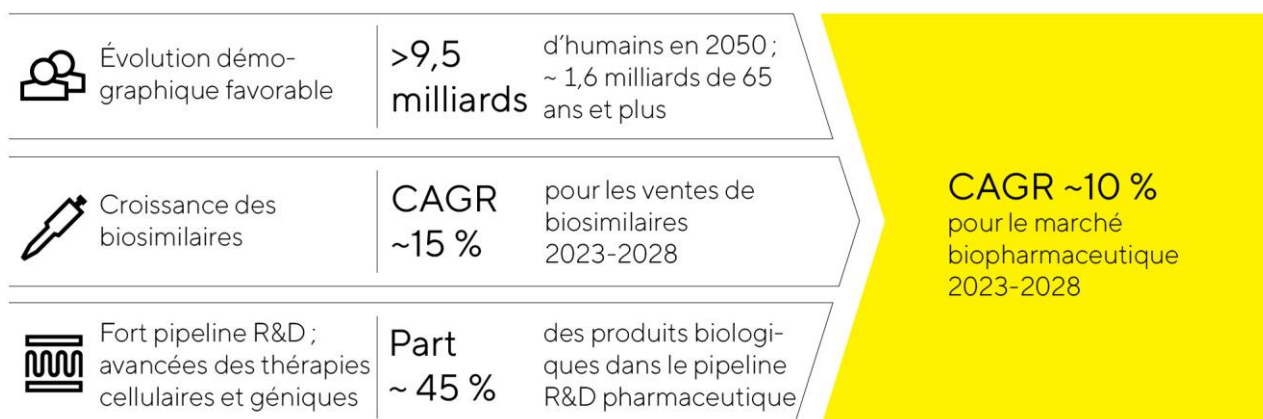 Évolution démo-
graphique favorable
>9,5
milliards
d’humains en 2050 ;
~ 1,6 milliards de 65
ans et plus
Croissance des
biosimilaires
CAGR
~15 %
pour les ventes de
biosimilaires
2023-2028
Fort pipeline R&D ;
avancées des thérapies
cellulaires et géniques
Part
~ 45 %
des produits biologi-
ques dans le pipeline
R&D pharmaceutique
CAGR ~10 %
pour le marché
biopharmaceutique
2023-2028